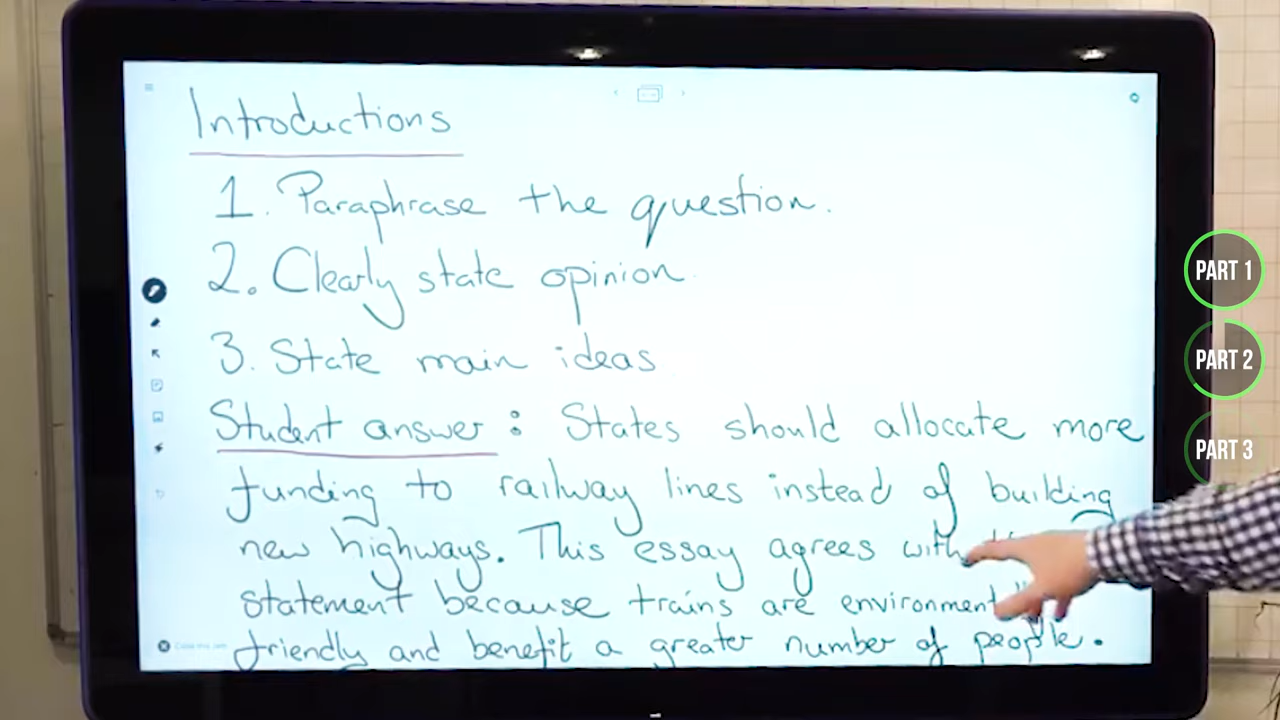 Introductions
1. Paraphrase the question.
2. Clearly state opinion
3. State main ideas
Student answer: States should allocate more
funding to railway lines instead of building
new highways. This essay agrees with
statement because trains are environment
friendly and benefit a greater number of people.
PART 1
PART 2
PART 3